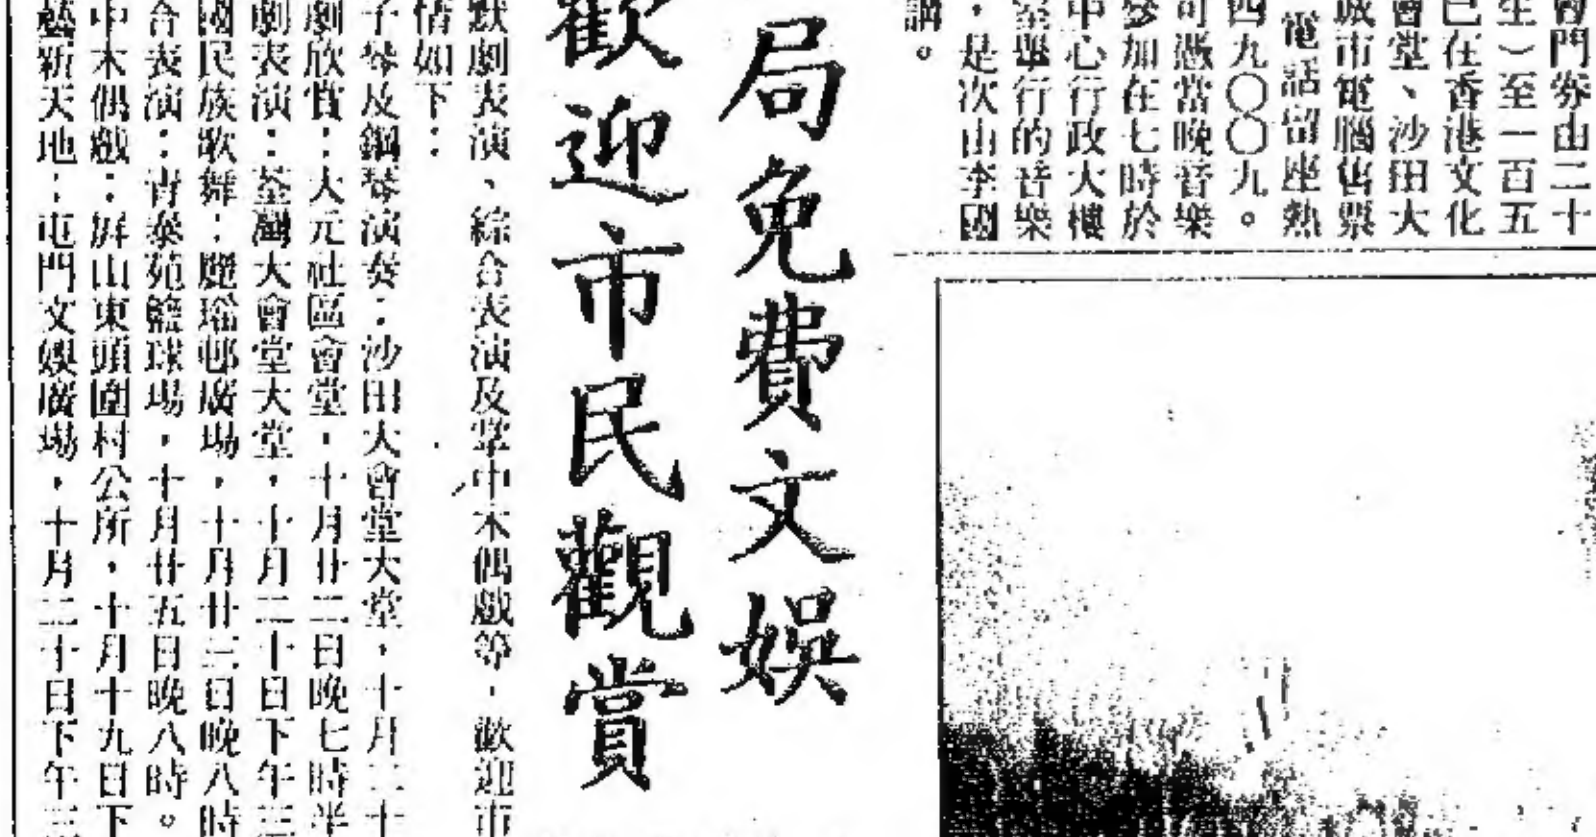 會門券由二十
生）至一百五
已在香港文化
會堂、沙田大
城市電腦售票
電話留座熱
四九〇〇九。
可憑當晚音樂
參加在七時於
中心行政大樓
室舉行的音樂
，是次由李國
講。
局免費文娛
歡迎市民觀賞
默劇表演、綜合表演及掌中木偶戲等，歡迎市
情如下：
子琴及鋼琴演奏：沙田大會堂大堂，十月二十
劇欣賞：大元社區會堂，十月廿二日晚七時半
劇表演：荃灣大會堂大堂，十月二十日下午三
國民族歌舞：麗瑤邨廣場，十月廿三日晚八時
合表演：青泰苑籃球場，十月廿五日晚八時。
中木偶戲：屏山東頭圍村公所，十月十九日下
藝新天地：屯門文娛廣場，十月二十日下午三